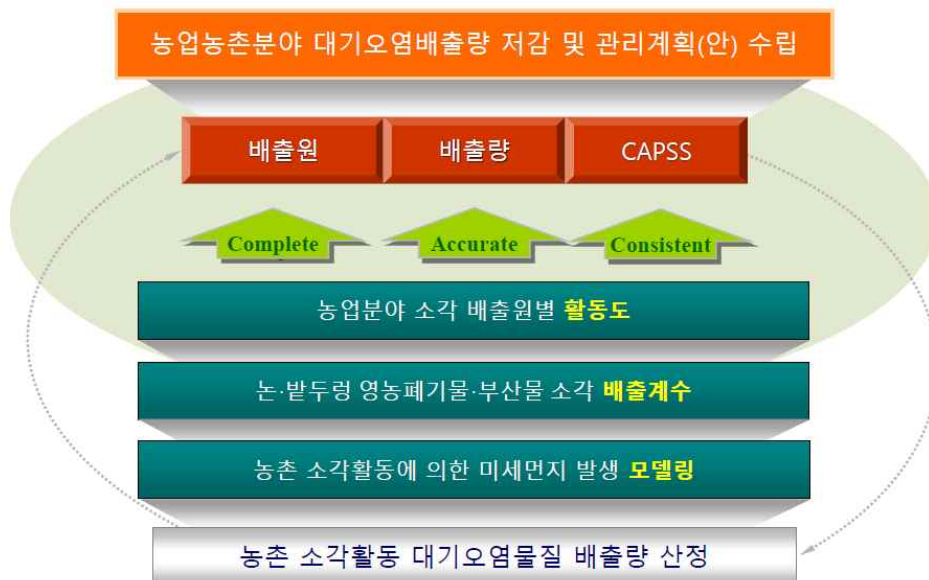 농업농촌분야 대기오염배출량 저감 및 관리계획(안) 수립
배출원 배출량 CAPSS
Complete Accurate Consistent
농업분야 소각 배출원별 활동도
논·밭두렁 영농폐기물·부산물 소각 배출계수
농촌 소각활동에 의한 미세먼지 발생 모델링
농촌 소각활동 대기오염물질 배출량 산정